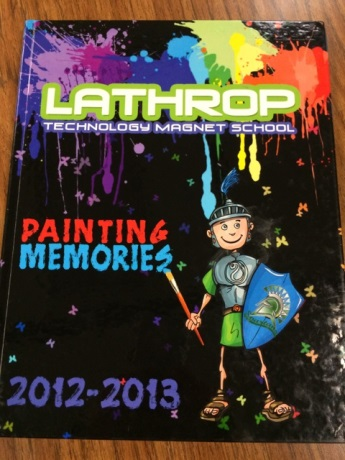 LATHROP
TECHNOLOGY MAGNET SCHOOL
PAINTING
MEMORIES
2012-2013